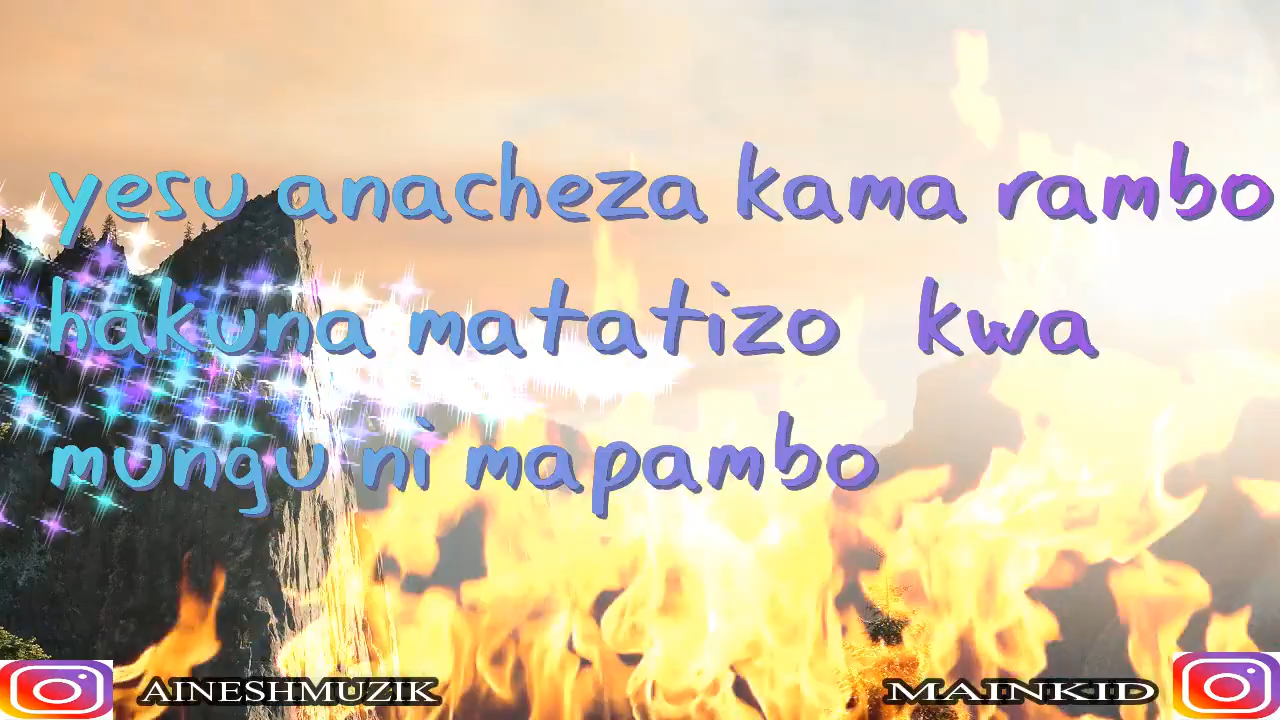 yesu anacheza kama rambo
hakuna matatizo kwa
mungu ni mapambo
AINESHMUZIK
MAINKID